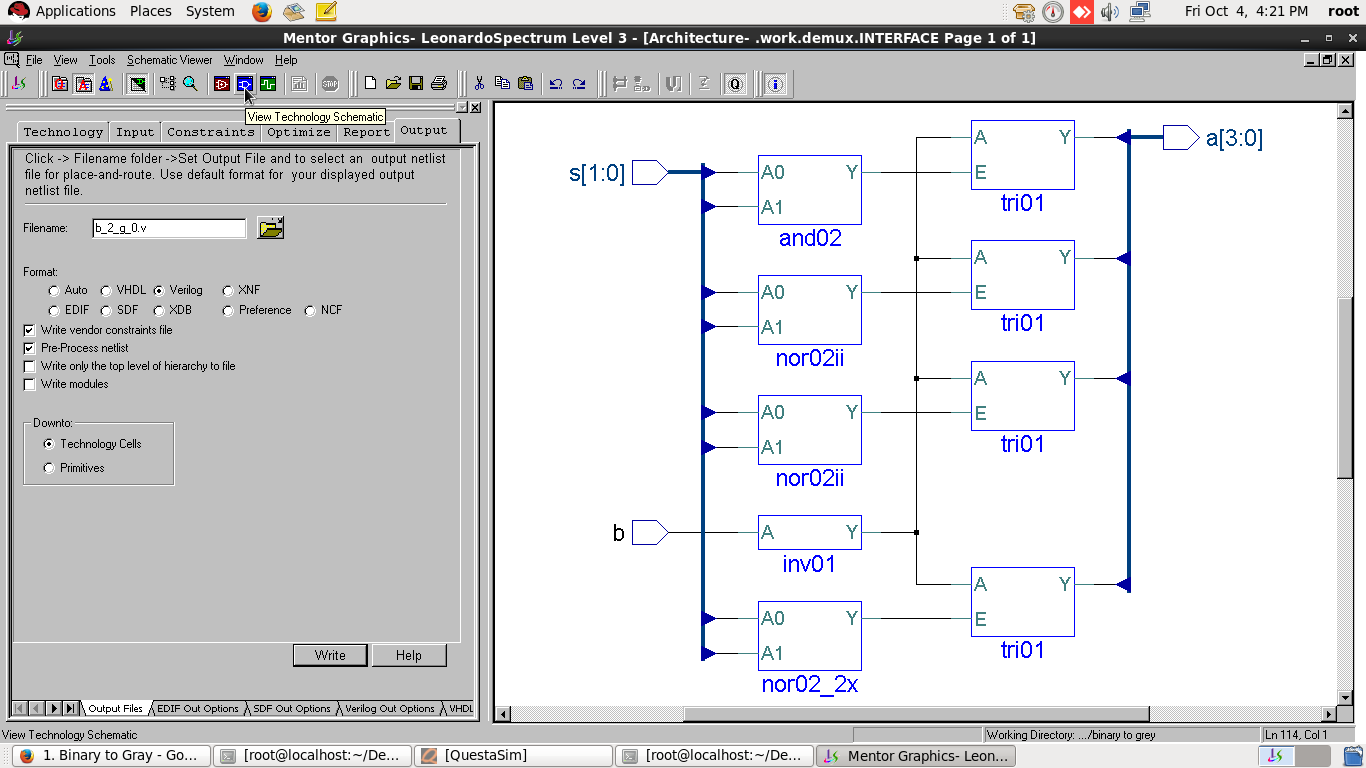 Applications Places System Fri Oct 4, 4:21 PM root
Mentor Graphics- LeonardoSpectrum Level 3 - [Architecture- .work.demux.INTERFACE Page 1 of 1]
File View Tools Schematic Viewer Window Help
STOP Q
View Technology Schematic
Technology Input Constraints Optimize Report Output
Click -> Filename folder ->Set Output File and to select an output netlist
file for place-and-route. Use default format for your displayed output
netlist file.
Filename: b_2_g_0.v
Format:
Auto VHDL Verilog XNF
EDIF SDF XDB Preference NCF
Write vendor constraints file
Pre-Process netlist
Write only the top level of hierarchy to file
Write modules
Downto:
Technology Cells
Primitives
Write Help
Output Files EDIF Out Options SDF Out Options Verilog Out Options VHDL
A Y a[3:0]
s[1:0] A0 Y E
A1 tri01
and02
A Y
A0 Y E
A1 tri01
nor02ii
A Y
A0 Y E
A1 tri01
nor02ii
b A Y
inv01
A Y
A0 Y E
A1 tri01
nor02_2x
View Technology Schematic Working Directory: .../binary to grey Ln 114, Col 1
1. Binary to Gray - Go... [root@localhost:~/De... [QuestaSim] [root@localhost:~/De... Mentor Graphics- Leon...